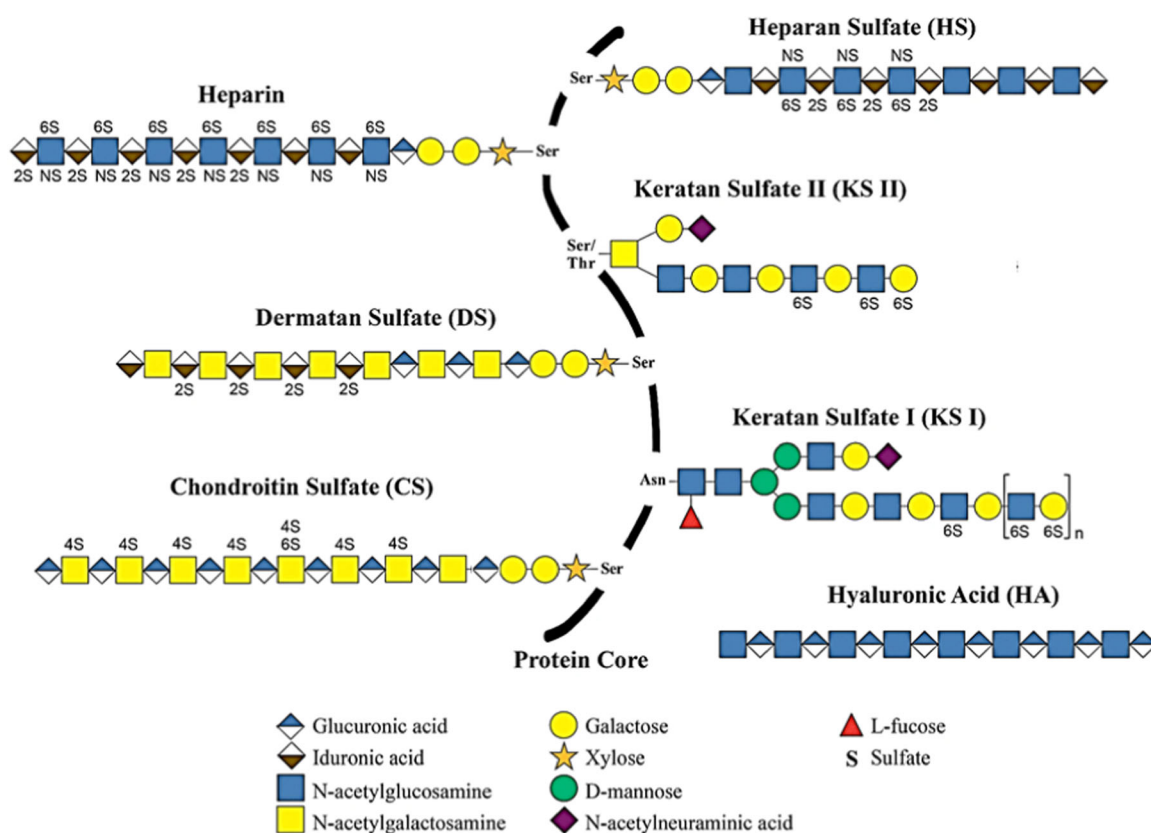 Heparan Sulfate (HS)
NS NS NS
Ser
6S 2S 6S 2S 6S 2S
Heparin
6S 6S 6S 6S 6S 6S 6S
Ser
2S NS 2S NS 2S NS 2S NS 2S NS NS NS
Keratan Sulfate II (KS II)
Ser/
Thr
6S 6S 6S
Dermatan Sulfate (DS)
Ser
2S 2S 2S 2S
Keratan Sulfate I (KS I)
Asn
6S 6S 6S n
Chondroitin Sulfate (CS)
4S
4S 4S 4S 4S 6S 4S 4S
Ser
Hyaluronic Acid (HA)
Protein Core
Glucuronic acid
Iduronic acid
N-acetylglucosamine
N-acetylgalactosamine
Galactose
Xylose
D-mannose
N-acetylneuraminic acid
L-fucose
S Sulfate